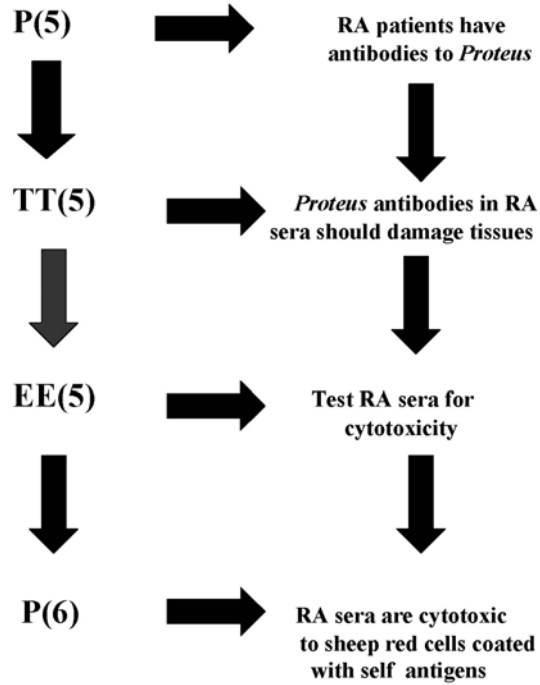 P(5)
RA patients have
antibodies to Proteus
TT(5)
Proteus antibodies in RA
sera should damage tissues
EE(5)
Test RA sera for
cytotoxicity
P(6)
RA sera are cytotoxic
to sheep red cells coated
with self antigens